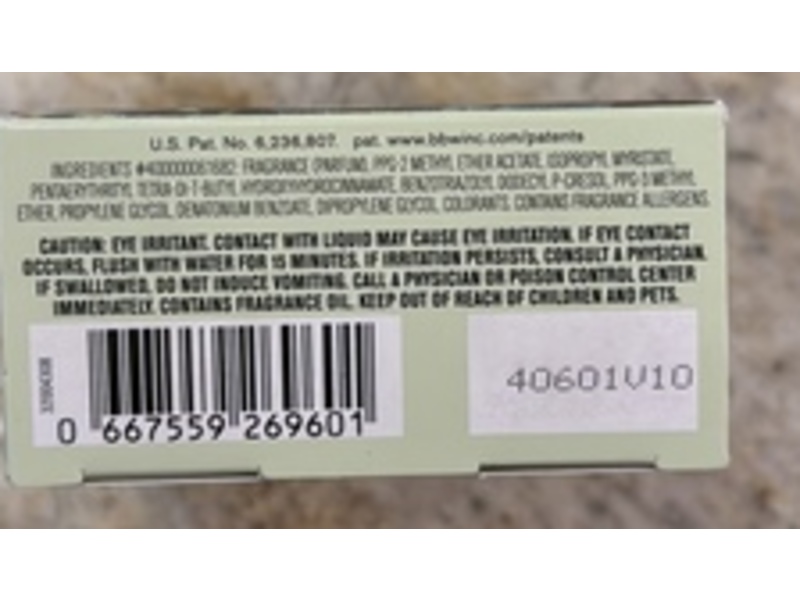 U.S. Pat. No. 6,236,807. pat. www.bbwinc.com/patents
INGREDIENTS #400000061682: FRAGRANCE (PARFUM), PPG-2 METHYL ETHER ACETATE, ISOPROPYL MYRISTATE,
PENTAERYTHRITYL TETRA-DI-T-BUTYL HYDROXYHYDROCINNAMATE, BENZOTRIAZOLYL DODECYL P-CRESOL, PPG-3 METHYL
ETHER, PROPYLENE GLYCOL, DENATONIUM BENZOATE, DIPROPYLENE GLYCOL, COLORANTS. CONTAINS FRAGRANCE ALLERGENS.
CAUTION: EYE IRRITANT. CONTACT WITH LIQUID MAY CAUSE EYE IRRITATION. IF EYE CONTACT
OCCURS, FLUSH WITH WATER FOR 15 MINUTES. IF IRRITATION PERSISTS, CONSULT A PHYSICIAN.
IF SWALLOWED, DO NOT INDUCE VOMITING. CALL A PHYSICIAN OR POISON CONTROL CENTER
IMMEDIATELY. CONTAINS FRAGRANCE OIL. KEEP OUT OF REACH OF CHILDREN AND PETS.
0 667559 269601
40601V10